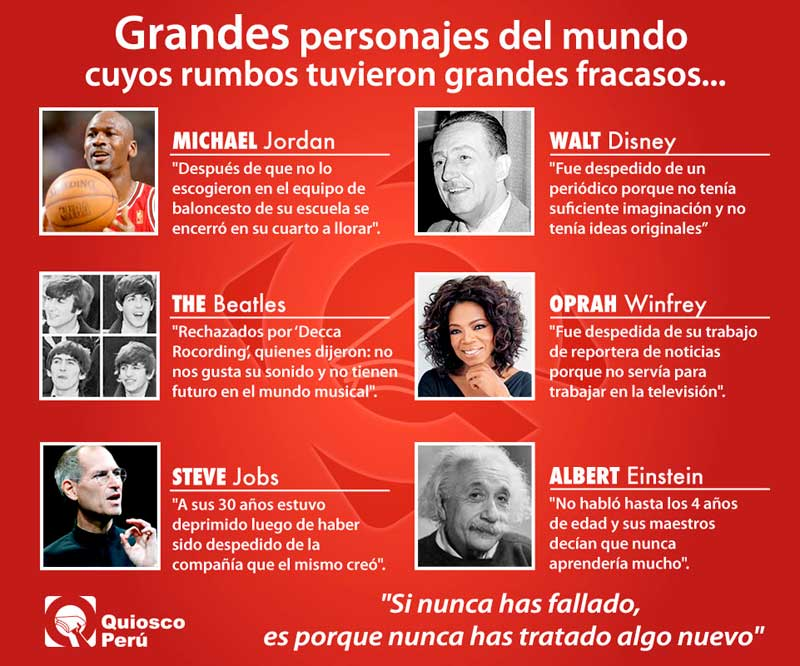 Grandes personajes del mundo
cuyos rumbos tuvieron grandes fracasos...
MICHAEL Jordan
"Después de que no lo
escogieron en el equipo de
baloncesto de su escuela se
encerró en su cuarto a llorar".
WALT Disney
"Fue despedido de un
periódico porque no tenía
suficiente imaginación y no
tenía ideas originales”
THE Beatles
"Rechazados por ‘Decca
Rocording’, quienes dijeron: no
nos gusta su sonido y no tienen
futuro en el mundo musical".
OPRAH Winfrey
"Fue despedida de su trabajo
de reportera de noticias
porque no servía para
trabajar en la televisión".
STEVE Jobs
"A sus 30 años estuvo
deprimido luego de haber
sido despedido de la
compañía que el mismo creó".
ALBERT Einstein
"No habló hasta los 4 años
de edad y sus maestros
decían que nunca
aprendería mucho".
Quiosco
Perú
"Si nunca has fallado,
es porque nunca has tratado algo nuevo"
SPALDING